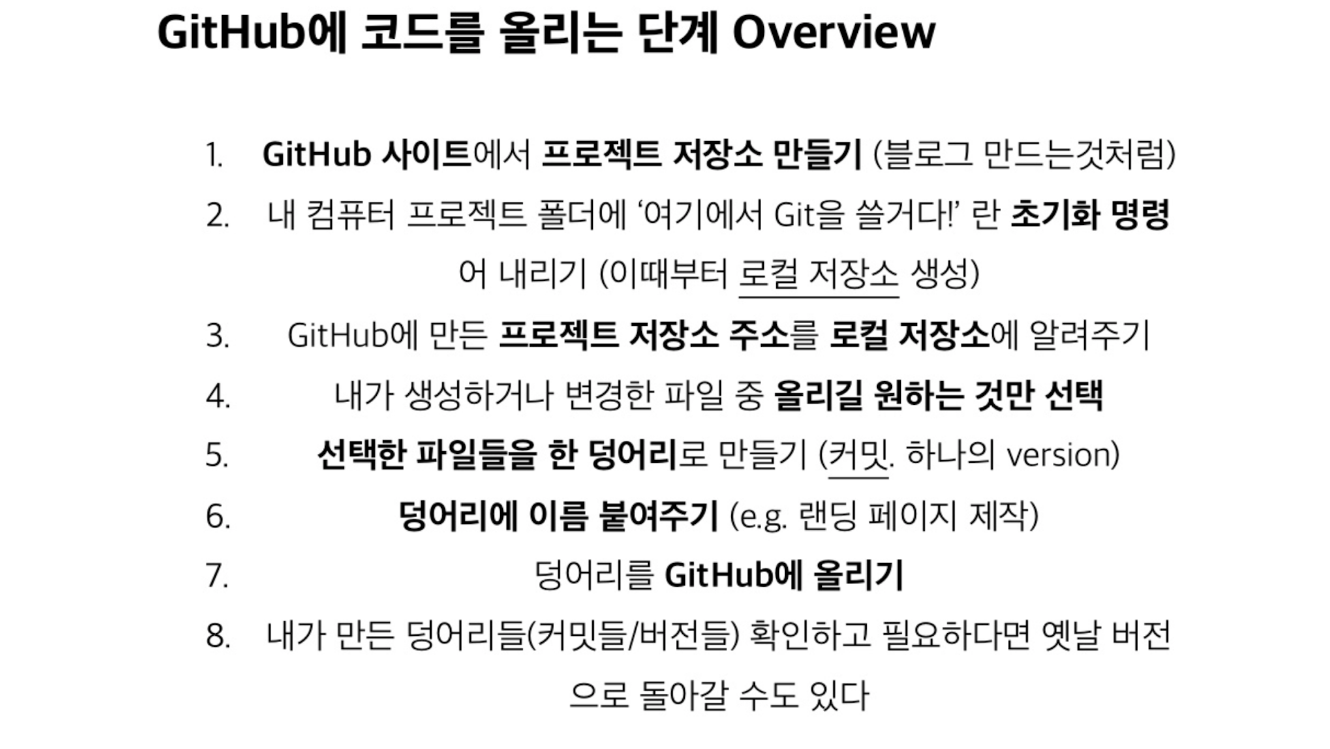 GitHub에 코드를 올리는 단계 Overview
1. GitHub 사이트에서 프로젝트 저장소 만들기 (블로그 만드는것처럼)
2. 내 컴퓨터 프로젝트 폴더에 ‘여기에서 Git을 쓸거다!’ 란 초기화 명령
어 내리기 (이때부터 로컬 저장소 생성)
3. GitHub에 만든 프로젝트 저장소 주소를 로컬 저장소에 알려주기
4. 내가 생성하거나 변경한 파일 중 올리길 원하는 것만 선택
5. 선택한 파일들을 한 덩어리로 만들기 (커밋. 하나의 version)
6. 덩어리에 이름 붙여주기 (e.g. 랜딩 페이지 제작)
7. 덩어리를 GitHub에 올리기
8. 내가 만든 덩어리들(커밋들/버전들) 확인하고 필요하다면 옛날 버전
으로 돌아갈 수도 있다